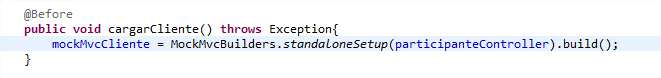 @Before
public void cargarCliente() throws Exception{
mockMvcCliente = MockMvcBuilders.standaloneSetup(participanteController).build();
}